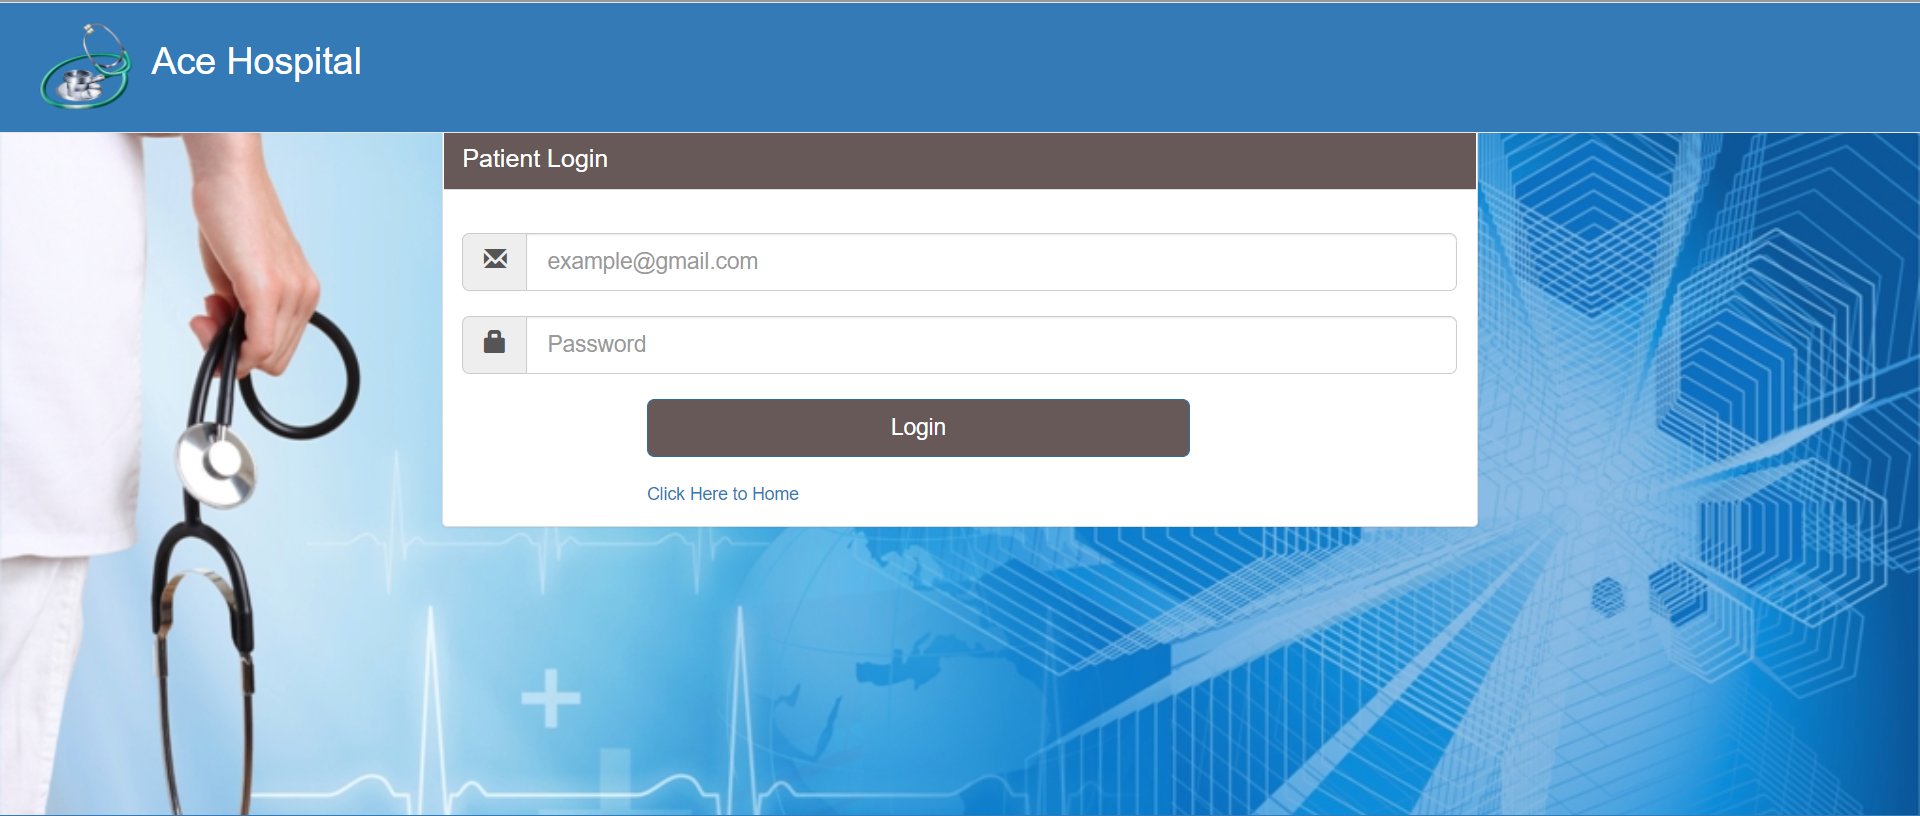 Ace Hospital
Patient Login
example@gmail.com
Password
Login
Click Here to Home